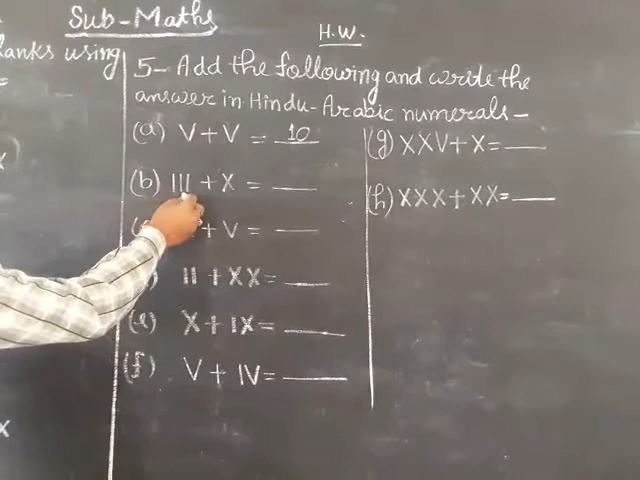 Sub-Maths
H.W.
lanks using
=
5- Add the following and write the
answer in Hindu-Arabic numerals-
(a) V+V = 10
(b) III + X = ___
+ V = ___
II + XX = ___
(e) X + IX = ___
(f) V + IV = ___
(g) XXV + X = ___
(h) XXX + XX = ___
X
X